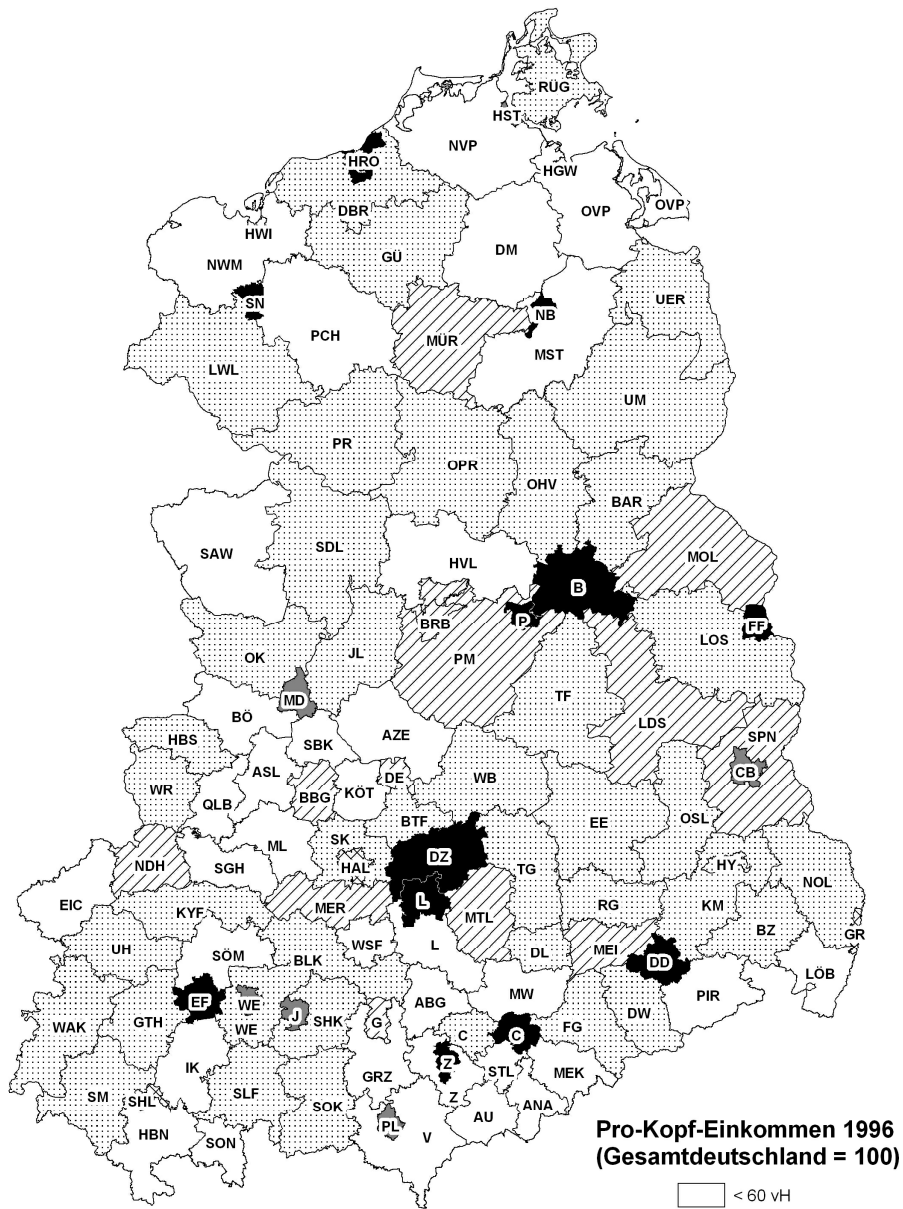 RÜG
HST
NVP
HRO
HGW
OVP
OVP
DBR
HWI
DM
NWM
GÜ
UER
SN
NB
PCH
MÜR
MST
LWL
UM
PR
OPR
OHV
BAR
SAW
SDL
HVL
MOL
B
P
BRB
FF
LOS
PM
OK
JL
TF
MD
LDS
BÖ
AZE
SPN
HBS
SBK
CB
ASL
DE
WB
WR
BBG
KÖT
QLB
BTF
OSL
EE
ML
SK
DZ
NDH
SGH
HAL
TG
HY
NOL
EIC
L
KYF
MER
MTL
RG
KM
BZ
GR
UH
SÖM
BLK
WSF
L
DL
MEI
DD
LÖB
EF
WE
ABG
MW
PIR
WAK
GTH
WE
J
SHK
G
C
C
FG
DW
IK
Z
STL
MEK
SM
SHL
SLF
SOK
GRZ
Z
ANA
HBN
SON
PL
V
AU
Pro-Kopf-Einkommen 1996
(Gesamtdeutschland = 100)
< 60 vH